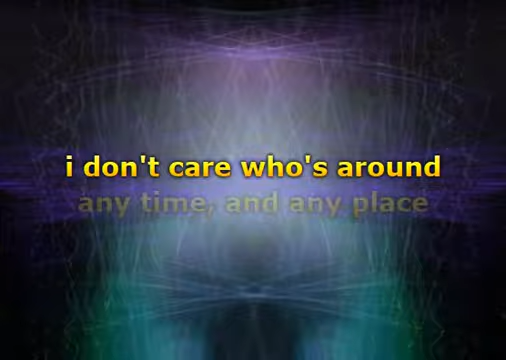 i don't care who's around
any time, and any place